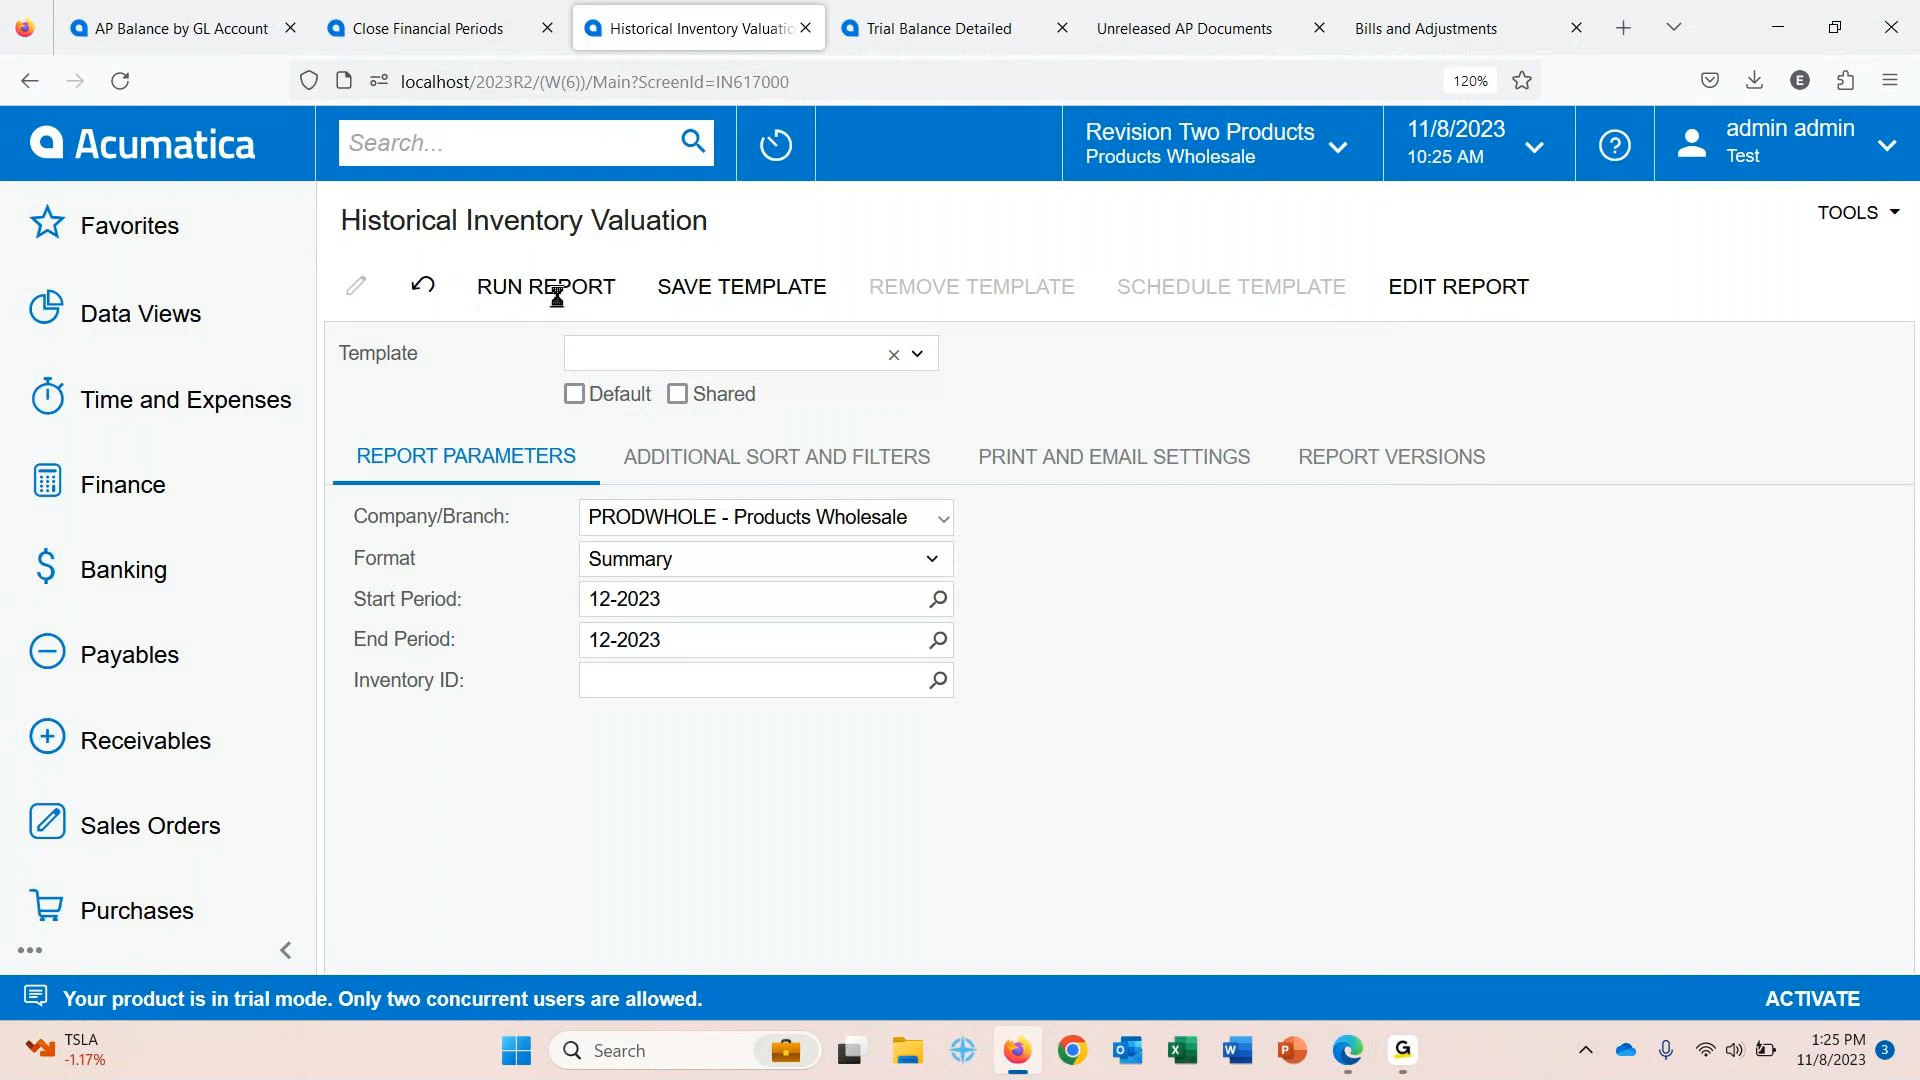 AP Balance by GL Account
Close Financial Periods
Historical Inventory Valuatio
Trial Balance Detailed
Unreleased AP Documents
Bills and Adjustments
localhost/2023R2/(W(6))/Main?ScreenId=IN617000
120%
E
Acumatica
Search...
Revision Two Products
Products Wholesale
11/8/2023
10:25 AM
admin admin
Test
Favorites
Data Views
Time and Expenses
Finance
Banking
Payables
Receivables
Sales Orders
Purchases
Historical Inventory Valuation
TOOLS
RUN REPORT
SAVE TEMPLATE
REMOVE TEMPLATE
SCHEDULE TEMPLATE
EDIT REPORT
Template
Default
Shared
REPORT PARAMETERS
ADDITIONAL SORT AND FILTERS
PRINT AND EMAIL SETTINGS
REPORT VERSIONS
Company/Branch:
PRODWHOLE - Products Wholesale
Format
Summary
Start Period:
12-2023
End Period:
12-2023
Inventory ID:
Your product is in trial mode. Only two concurrent users are allowed.
ACTIVATE
TSLA
-1.17%
Search
1:25 PM
11/8/2023
3